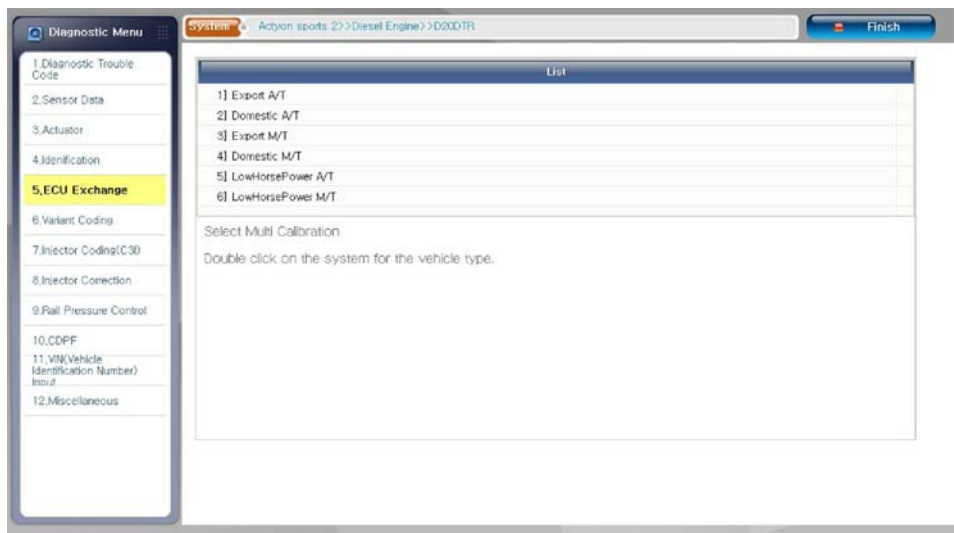 Diagnostic Menu
System
Actyon sports 2>>Diesel Engine>>D20DTR
Finish
1.Diagnostic Trouble
Code
2.Sensor Data
3.Actuator
4.Idenification
5.ECU Exchange
6.Variant Coding
7.Injector Coding(C3I)
8.Injector Correction
9.Rail Pressure Control
10.CDPF
11.VIN(Vehicle
Identification Number)
Input
12.Miscellaneous
List
1] Export A/T
2] Domestic A/T
3] Export M/T
4] Domestic M/T
5] LowHorsePower A/T
6] LowHorsePower M/T
Select Multi Calibration
Double click on the system for the vehicle type.